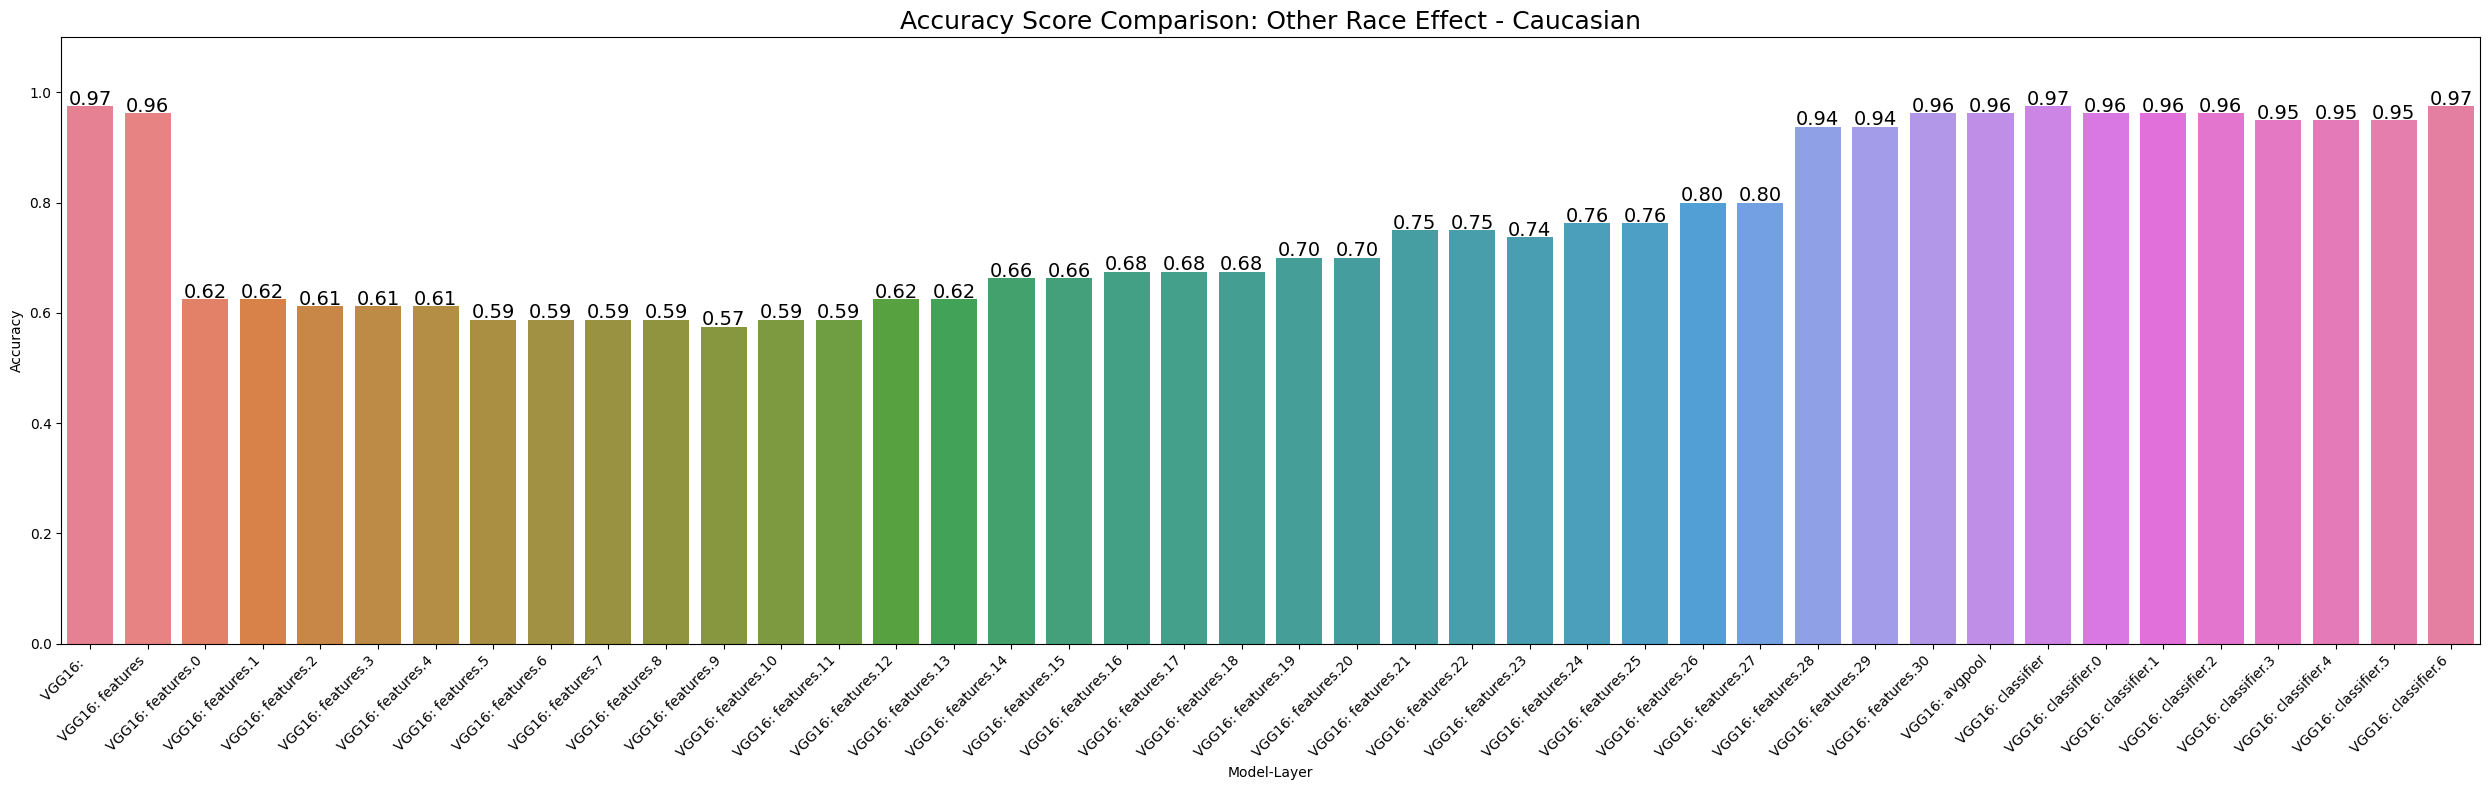 Accuracy Score Comparison: Other Race Effect - Caucasian
Accuracy
1.0
0.8
0.6
0.4
0.2
0.0
0.97
0.96
0.62
0.62
0.61
0.61
0.61
0.59
0.59
0.59
0.59
0.57
0.59
0.59
0.62
0.62
0.66
0.66
0.68
0.68
0.68
0.70
0.70
0.75
0.75
0.74
0.76
0.76
0.80
0.80
0.94
0.94
0.96
0.96
0.97
0.96
0.96
0.96
0.95
0.95
0.95
0.97
VGG16:
VGG16: features
VGG16: features.0
VGG16: features.1
VGG16: features.2
VGG16: features.3
VGG16: features.4
VGG16: features.5
VGG16: features.6
VGG16: features.7
VGG16: features.8
VGG16: features.9
VGG16: features.10
VGG16: features.11
VGG16: features.12
VGG16: features.13
VGG16: features.14
VGG16: features.15
VGG16: features.16
VGG16: features.17
VGG16: features.18
VGG16: features.19
VGG16: features.20
VGG16: features.21
VGG16: features.22
VGG16: features.23
VGG16: features.24
VGG16: features.25
VGG16: features.26
VGG16: features.27
VGG16: features.28
VGG16: features.29
VGG16: features.30
VGG16: avgpool
VGG16: classifier
VGG16: classifier.0
VGG16: classifier.1
VGG16: classifier.2
VGG16: classifier.3
VGG16: classifier.4
VGG16: classifier.5
VGG16: classifier.6
Model-Layer